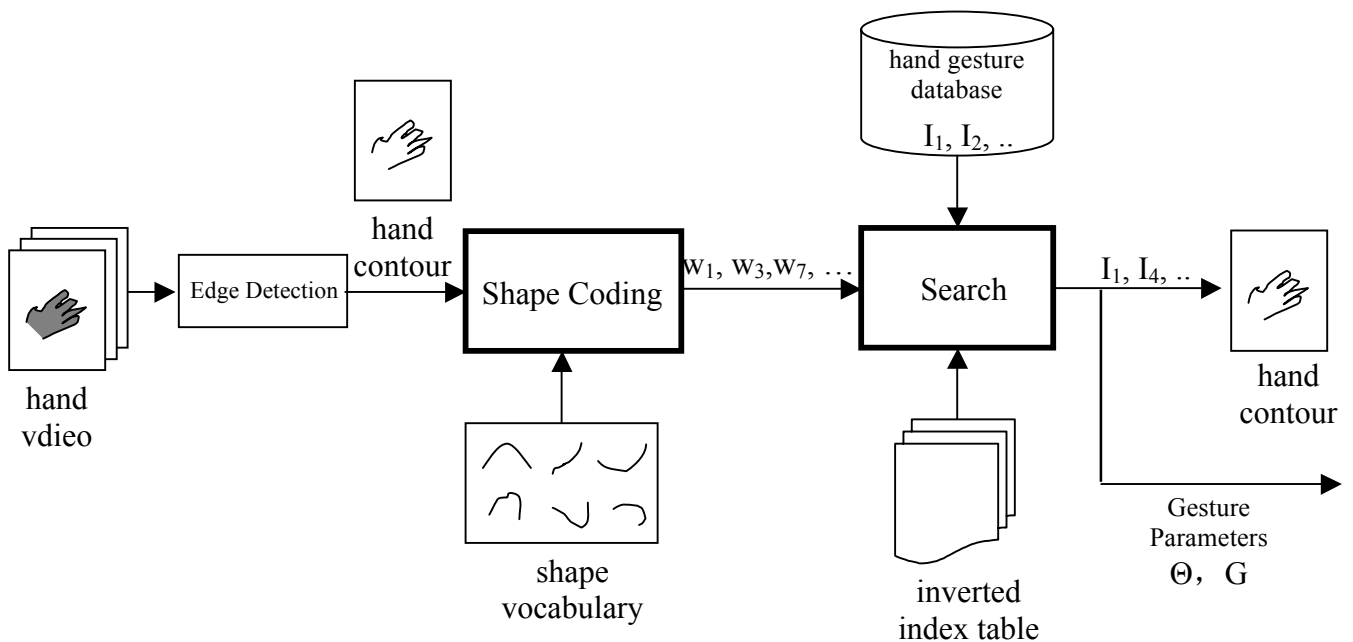 hand gesture
database
I₁, I₂, ..
hand
contour
hand
vdieo
Edge Detection
Shape Coding
w₁, w₃,w₇, …
Search
I₁, I₄, ..
hand
contour
shape
vocabulary
inverted
index table
Gesture
Parameters
Θ, G